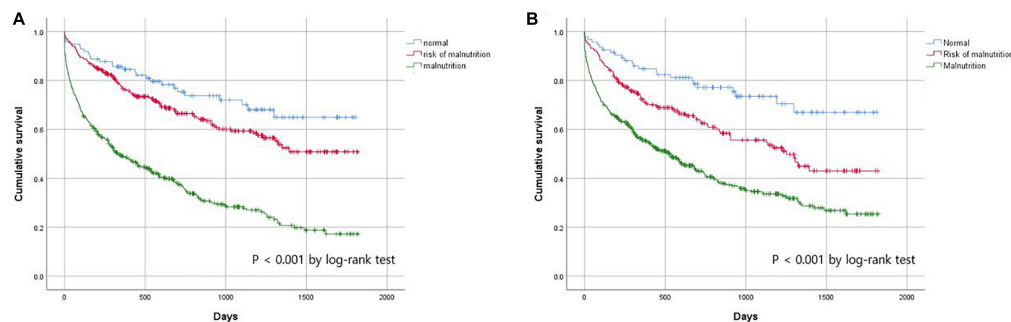 A
1.0
0.8
0.6
0.4
0.2
0.0
Cumulative survival
normal
risk of malnutrition
malnutrition
P < 0.001 by log-rank test
0
500
1000
1500
2000
Days
B
1.0
0.8
0.6
0.4
0.2
0.0
Cumulative survival
Normal
Risk of malnutrition
Malnutrition
P < 0.001 by log-rank test
0
500
1000
1500
2000
Days